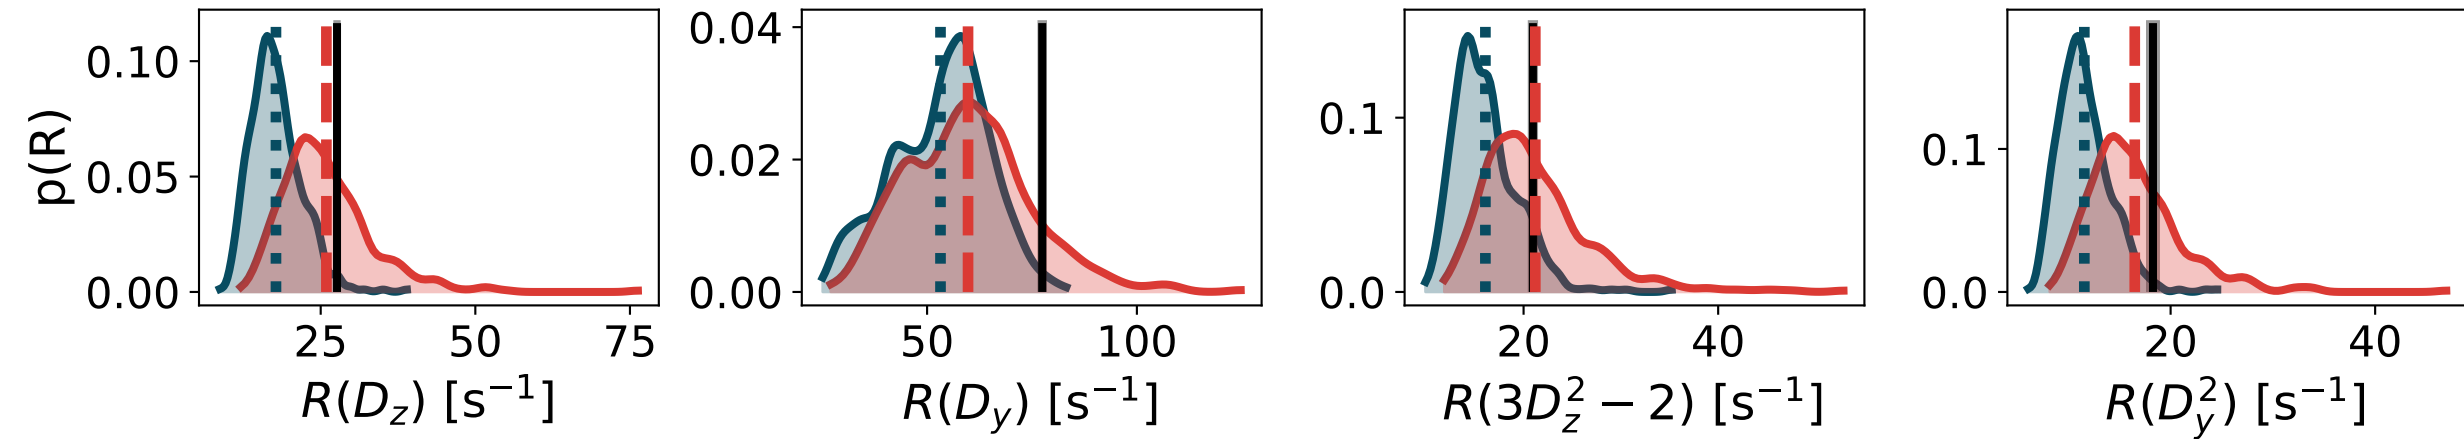 p(R)
0.10
0.05
0.00
25 50 75
R(D_z) [s^{-1}]
0.04
0.02
0.00
50 100
R(D_y) [s^{-1}]
0.1
0.0
20 40
R(3D_z^2 − 2) [s^{-1}]
0.1
0.0
20 40
R(D_y^2) [s^{-1}]